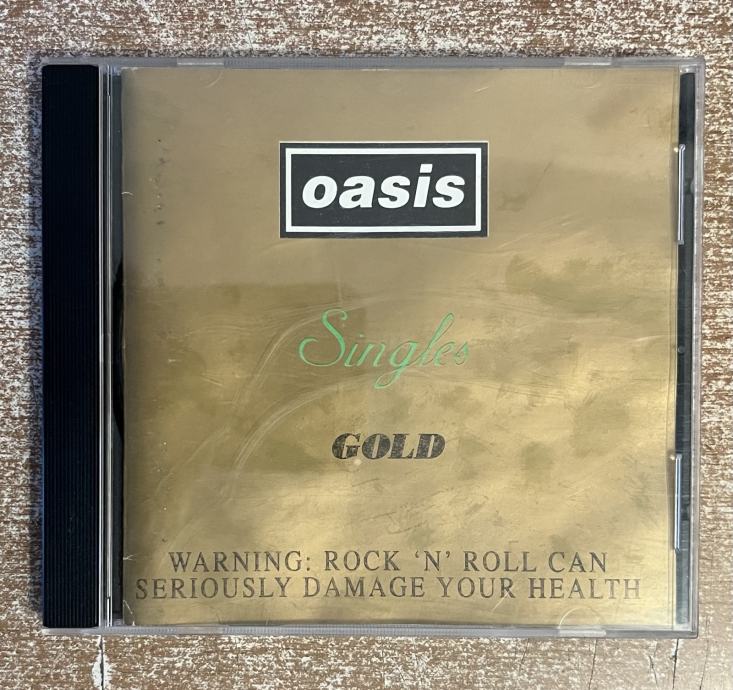 oasis
Singles
GOLD
WARNING: ROCK ‘N’ ROLL CAN
SERIOUSLY DAMAGE YOUR HEALTH